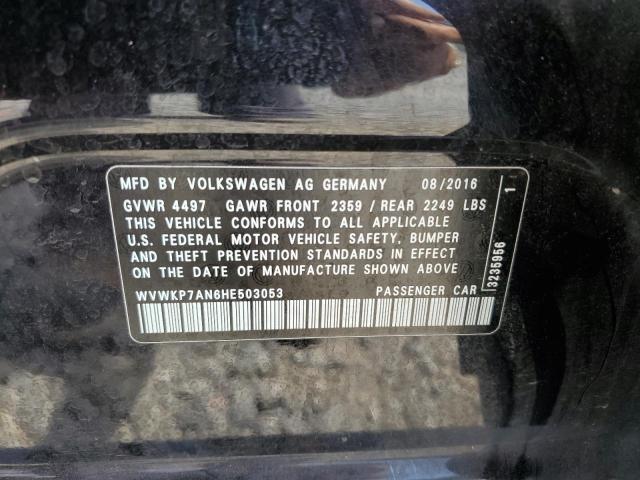 MFD BY VOLKSWAGEN AG GERMANY 08/2016
GVWR 4497 GAWR FRONT 2359 / REAR 2249 LBS
THIS VEHICLE CONFORMS TO ALL APPLICABLE
U.S. FEDERAL MOTOR VEHICLE SAFETY, BUMPER
AND THEFT PREVENTION STANDARDS IN EFFECT
ON THE DATE OF MANUFACTURE SHOWN ABOVE
WVWKP7AN6HE503053 PASSENGER CAR
3235956 1